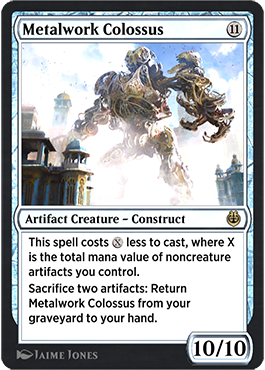 Metalwork Colossus 11
Artifact Creature – Construct
This spell costs X less to cast, where X
is the total mana value of noncreature
artifacts you control.
Sacrifice two artifacts: Return
Metalwork Colossus from your
graveyard to your hand.
10/10
Jaime Jones